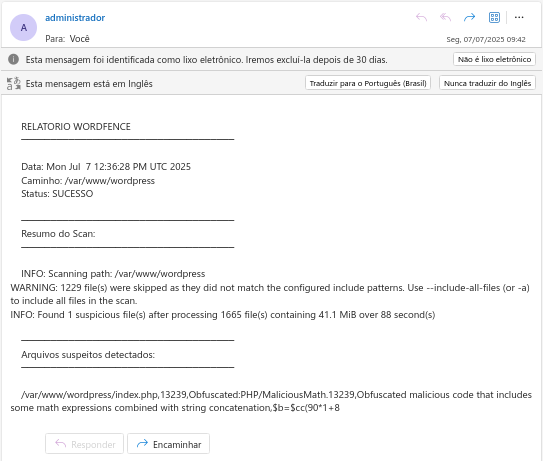 A
administrador
Para: Você
Seg, 07/07/2025 09:42
Esta mensagem foi identificada como lixo eletrônico. Iremos excluí-la depois de 30 dias.
Não é lixo eletrônico
Esta mensagem está em Inglês
Traduzir para o Português (Brasil)
Nunca traduzir do Inglês
RELATORIO WORDFENCE
Data: Mon Jul  7 12:36:28 PM UTC 2025
Caminho: /var/www/wordpress
Status: SUCESSO
Resumo do Scan:
INFO: Scanning path: /var/www/wordpress
WARNING: 1229 file(s) were skipped as they did not match the configured include patterns. Use --include-all-files (or -a)
to include all files in the scan.
INFO: Found 1 suspicious file(s) after processing 1665 file(s) containing 41.1 MiB over 88 second(s)
Arquivos suspeitos detectados:
/var/www/wordpress/index.php,13239,Obfuscated:PHP/MaliciousMath.13239,Obfuscated malicious code that includes
some math expressions combined with string concatenation,$b=$cc(90*1+8
Responder
Encaminhar